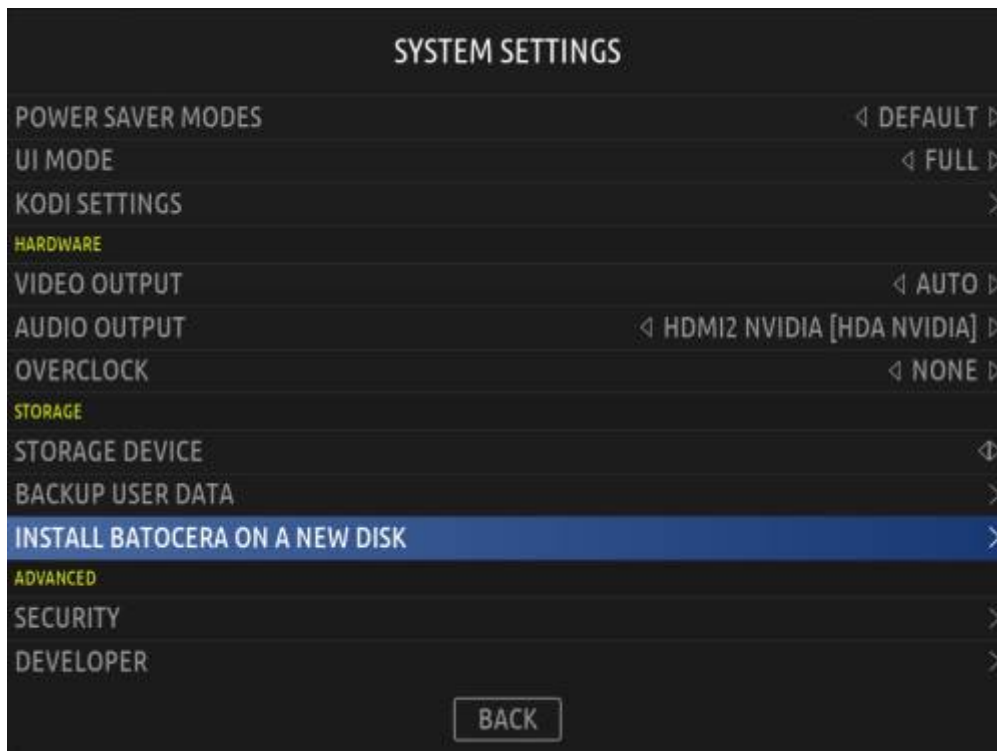 SYSTEM SETTINGS
POWER SAVER MODES DEFAULT
UI MODE FULL
KODI SETTINGS
HARDWARE
VIDEO OUTPUT AUTO
AUDIO OUTPUT HDMI2 NVIDIA [HDA NVIDIA]
OVERCLOCK NONE
STORAGE
STORAGE DEVICE
BACKUP USER DATA
INSTALL BATOCERA ON A NEW DISK
ADVANCED
SECURITY
DEVELOPER
BACK